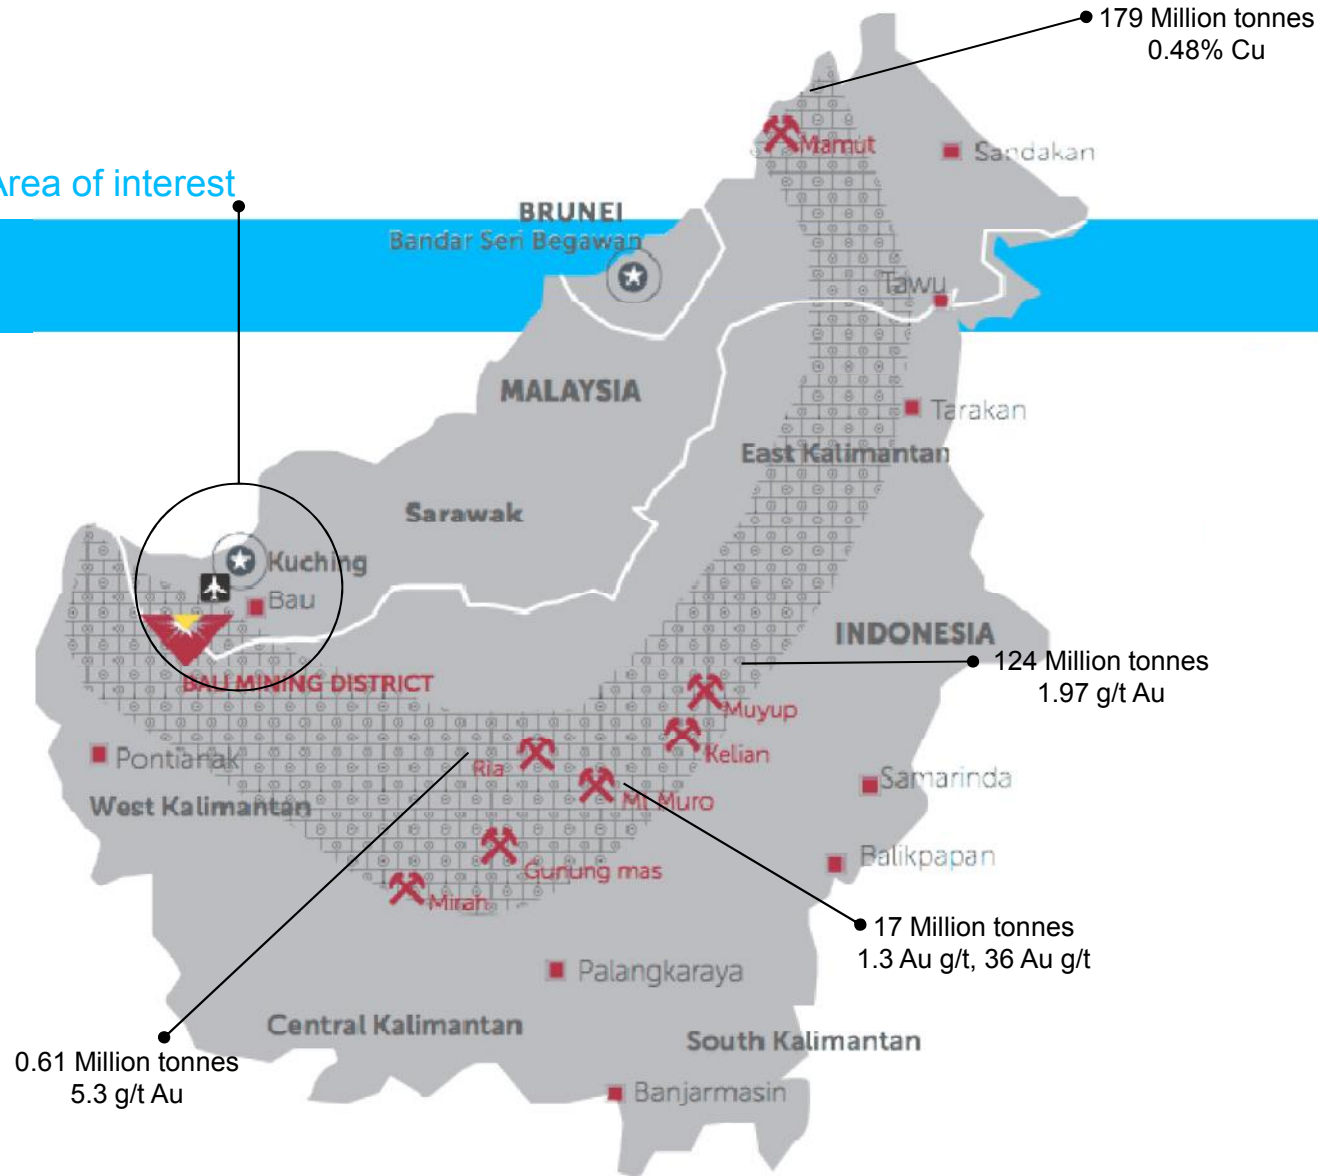 179 Million tonnes
0.48% Cu
Mamut
Sandakan
Area of interest
BRUNEI
Bandar Seri Begawan
Tawu
MALAYSIA
Tarakan
East Kalimantan
Sarawak
Kuching
Bau
INDONESIA
124 Million tonnes
1.97 g/t Au
BAU MINING DISTRICT
Muyup
Kelian
Pontianak
Ria
Samarinda
West Kalimantan
Mt Muro
Balikpapan
Gunung mas
Mirah
17 Million tonnes
1.3 Au g/t, 36 Au g/t
Palangkaraya
Central Kalimantan
South Kalimantan
0.61 Million tonnes
5.3 g/t Au
Banjarmasin